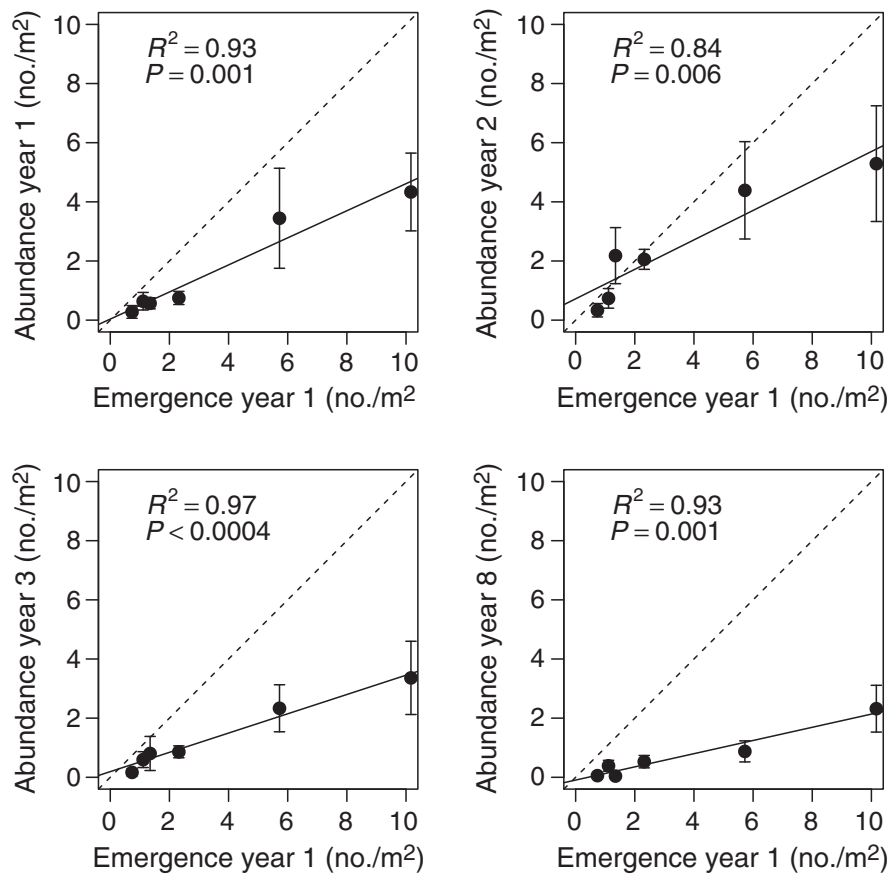 Abundance year 1 (no./m²)
10
8
6
4
2
0
R² = 0.93
P = 0.001
0 2 4 6 8 10
Emergence year 1 (no./m²
Abundance year 2 (no./m²)
10
8
6
4
2
0
R² = 0.84
P = 0.006
0 2 4 6 8 10
Emergence year 1 (no./m²)
Abundance year 3 (no./m²)
10
8
6
4
2
0
R² = 0.97
P < 0.0004
0 2 4 6 8 10
Emergence year 1 (no./m²)
Abundance year 8 (no./m²)
10
8
6
4
2
0
R² = 0.93
P = 0.001
0 2 4 6 8 10
Emergence year 1 (no./m²)